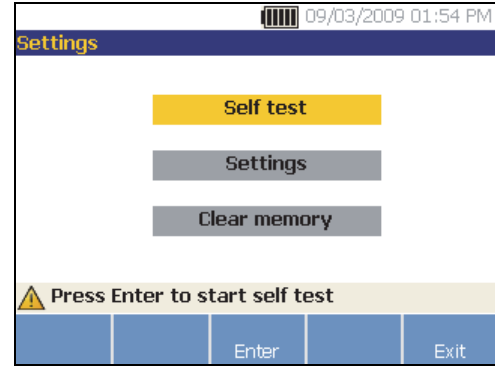 09/03/2009 01:54 PM
Settings
Self test
Settings
Clear memory
Press Enter to start self test
Enter Exit